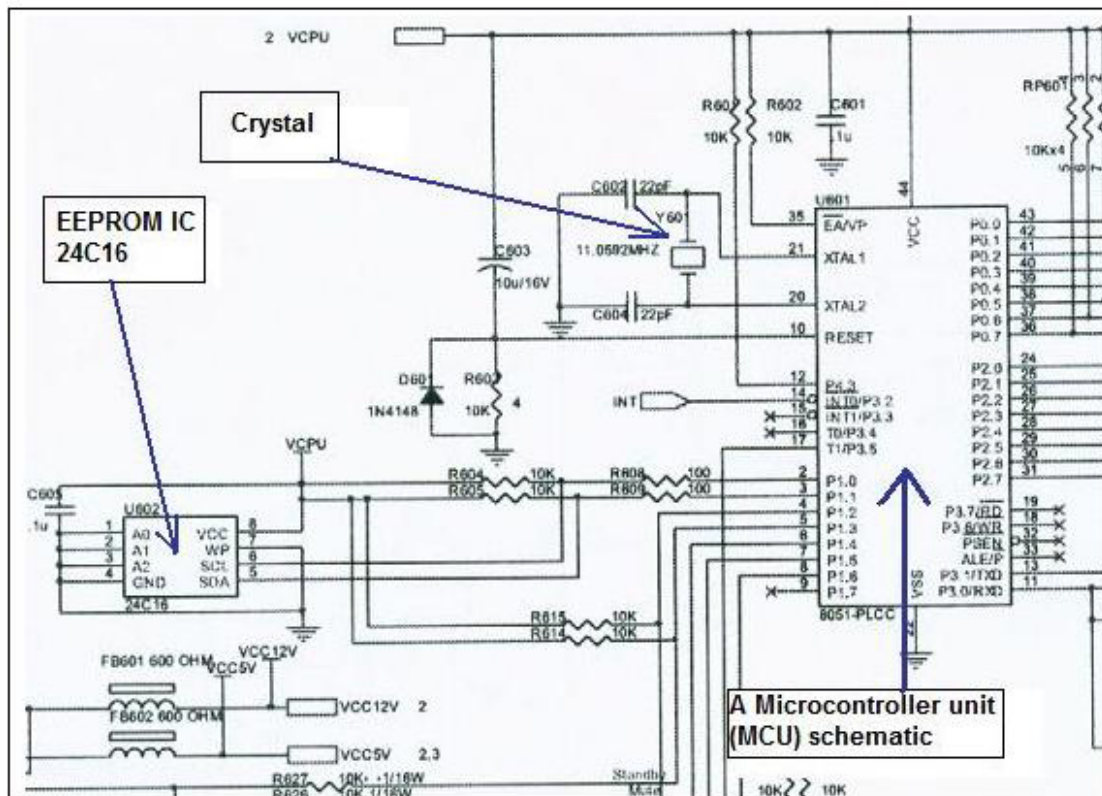 2 VCPU
Crystal
EEPROM IC
24C16
R602
10K
10K
C601
.1u
RP601
4
3
2
10Kx4
5
6
7
C602
22pF
Y601
11.0592MHZ
C603
10u/16V
C604
22pF
U601
44
VCC
35
EA/VP
21
XTAL1
20
XTAL2
10
RESET
12
P4.3
14
INT0/P3.2
15
INT1/P3.3
16
T0/P3.4
17
T1/P3.5
2
P1.0
3
P1.1
4
P1.2
5
P1.3
6
P1.4
7
P1.5
8
P1.6
9
P1.7
P0.0
43
P0.1
42
P0.2
41
P0.3
40
P0.4
39
P0.5
38
P0.6
37
P0.7
36
P2.0
24
P2.1
25
P2.2
26
P2.3
27
P2.4
28
P2.5
29
P2.6
30
P2.7
31
P3.7/RD
19
P3.6/WR
18
PSEN
32
ALE/P
33
P3.1/TXD
13
P3.0/RXD
11
VSS
22
8051-PLCC
D601
1N4148
10K
4
INT
VCPU
R604
10K
R608
100
R605
10K
R609
100
C605
.1u
U602
1
A0
2
A1
3
A2
4
GND
VCC
8
WP
7
SCL
6
SDA
5
24C16
R615
10K
R614
10K
FB601 600 OHM
VCC5V
VCC12V
FB602 600 OHM
VCC12V 2
VCC5V 2,3
A Microcontroller unit
(MCU) schematic
R627
1/16W
Standby
Mute
10K
10K